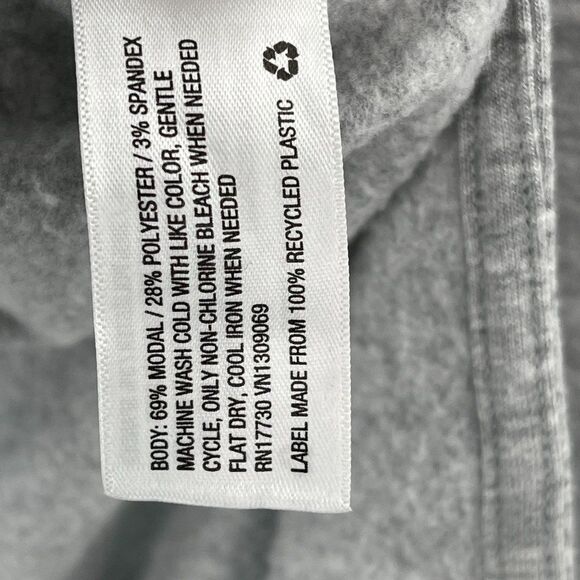 BODY: 69% MODAL / 28% POLYESTER / 3% SPANDEX
MACHINE WASH COLD WITH LIKE COLOR, GENTLE
CYCLE, ONLY NON-CHLORINE BLEACH WHEN NEEDED
FLAT DRY, COOL IRON WHEN NEEDED
RN17730 VN1309069
LABEL MADE FROM 100% RECYCLED PLASTIC